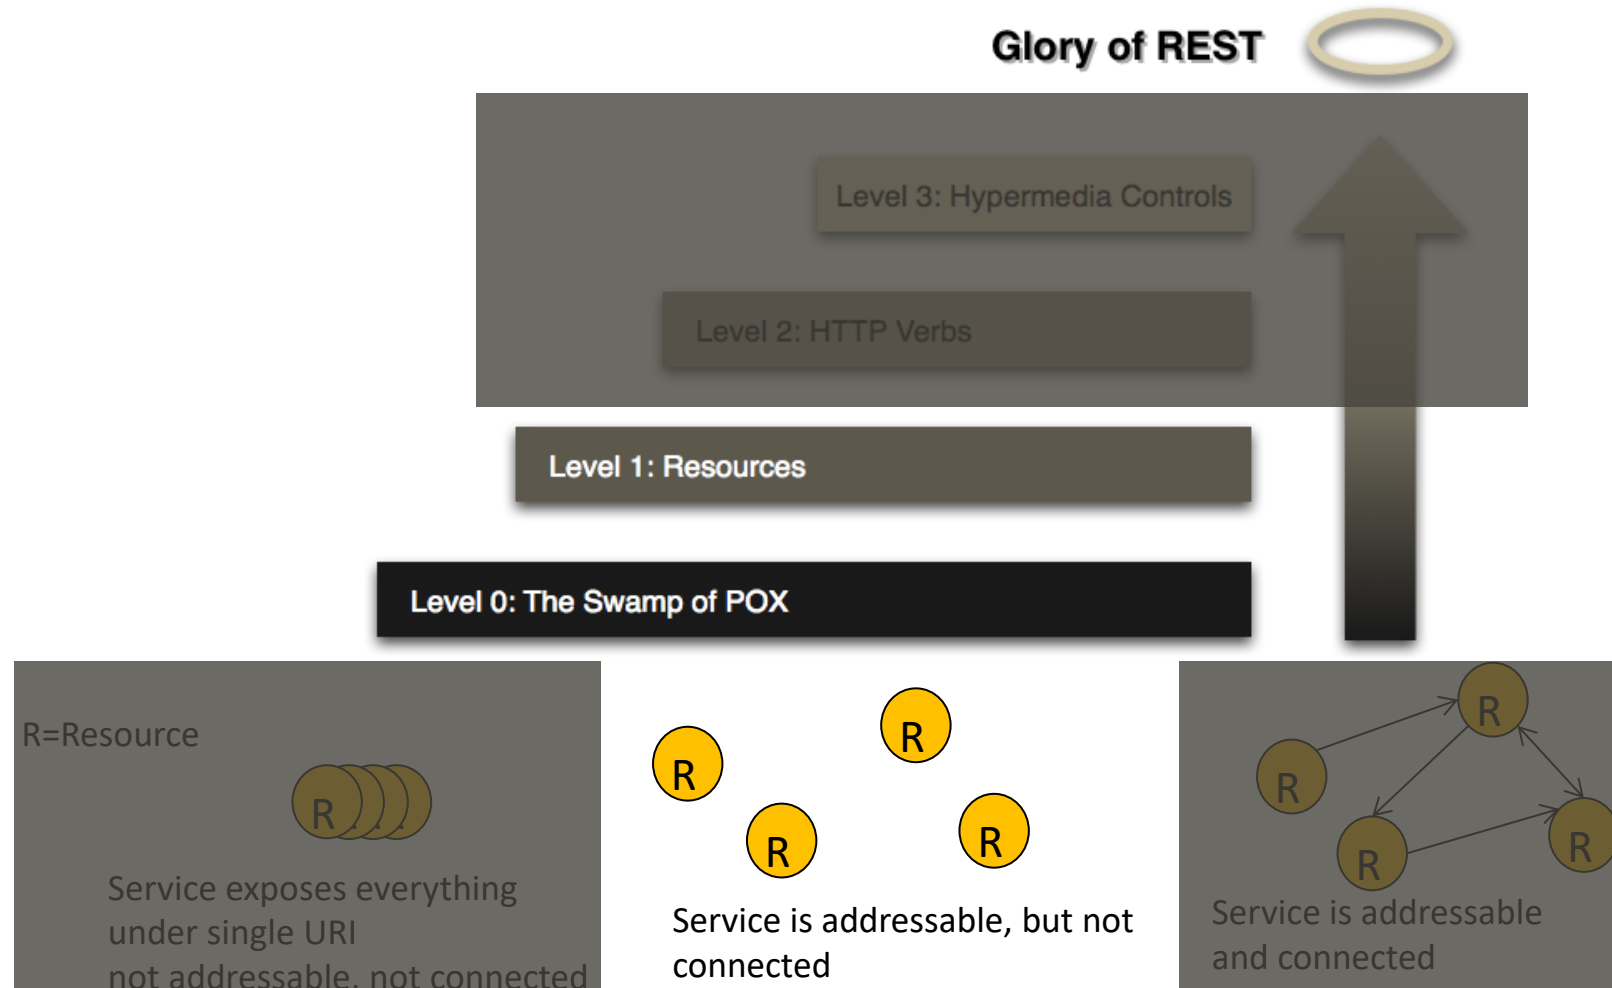 Glory of REST
Level 3: Hypermedia Controls
Level 2: HTTP Verbs
Level 1: Resources
Level 0: The Swamp of POX
R=Resource
R
Service exposes everything
under single URI
not addressable, not connected
R
R
R
R
Service is addressable, but not
connected
R
R
R
R
Service is addressable
and connected